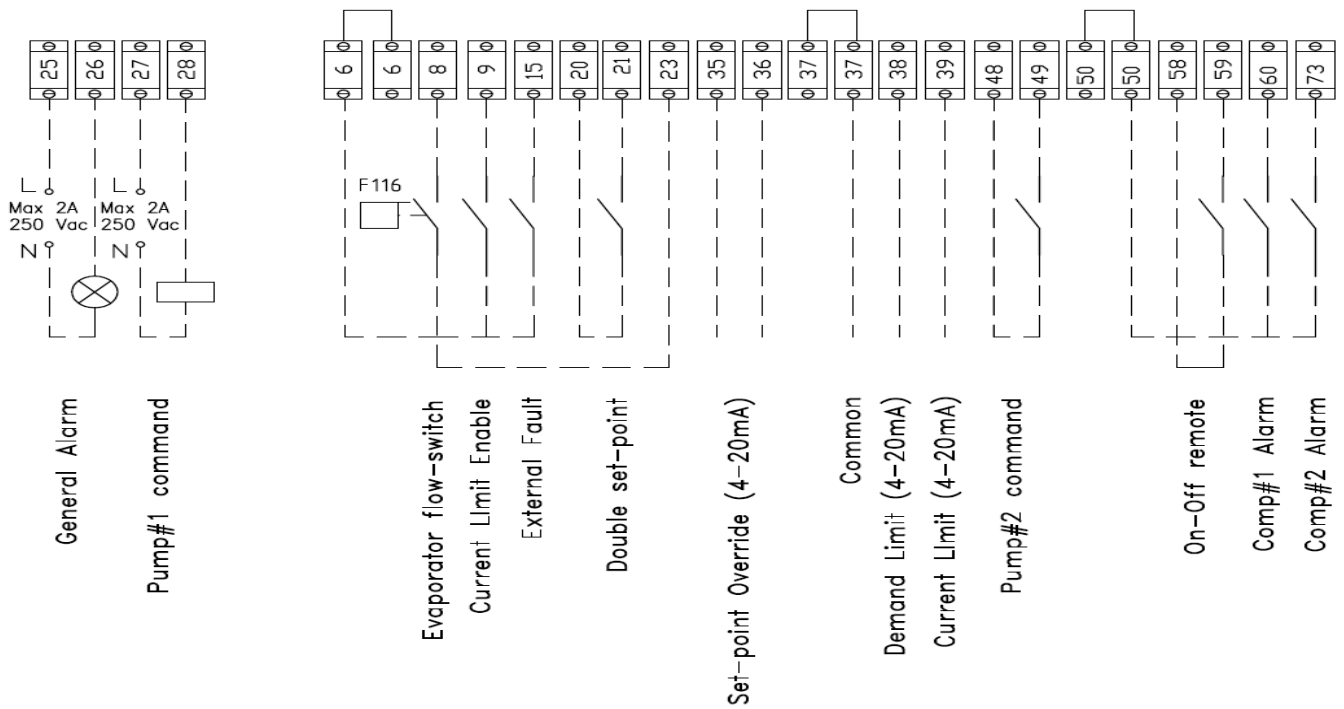 25
26
27
28
6
6
8
9
15
20
21
23
35
36
37
37
38
39
48
49
50
50
58
59
60
73
L
Max 2A
250 Vac
N
L
Max 2A
250 Vac
N
F116
General Alarm
Pump#1 command
Evaporator flow-switch
Current LImit Enable
External Fault
Double set-point
Set-point Override (4-20mA)
Common
Demand Limit (4-20mA)
Current LImit (4-20mA)
Pump#2 command
On-Off remote
Comp#1 Alarm
Comp#2 Alarm